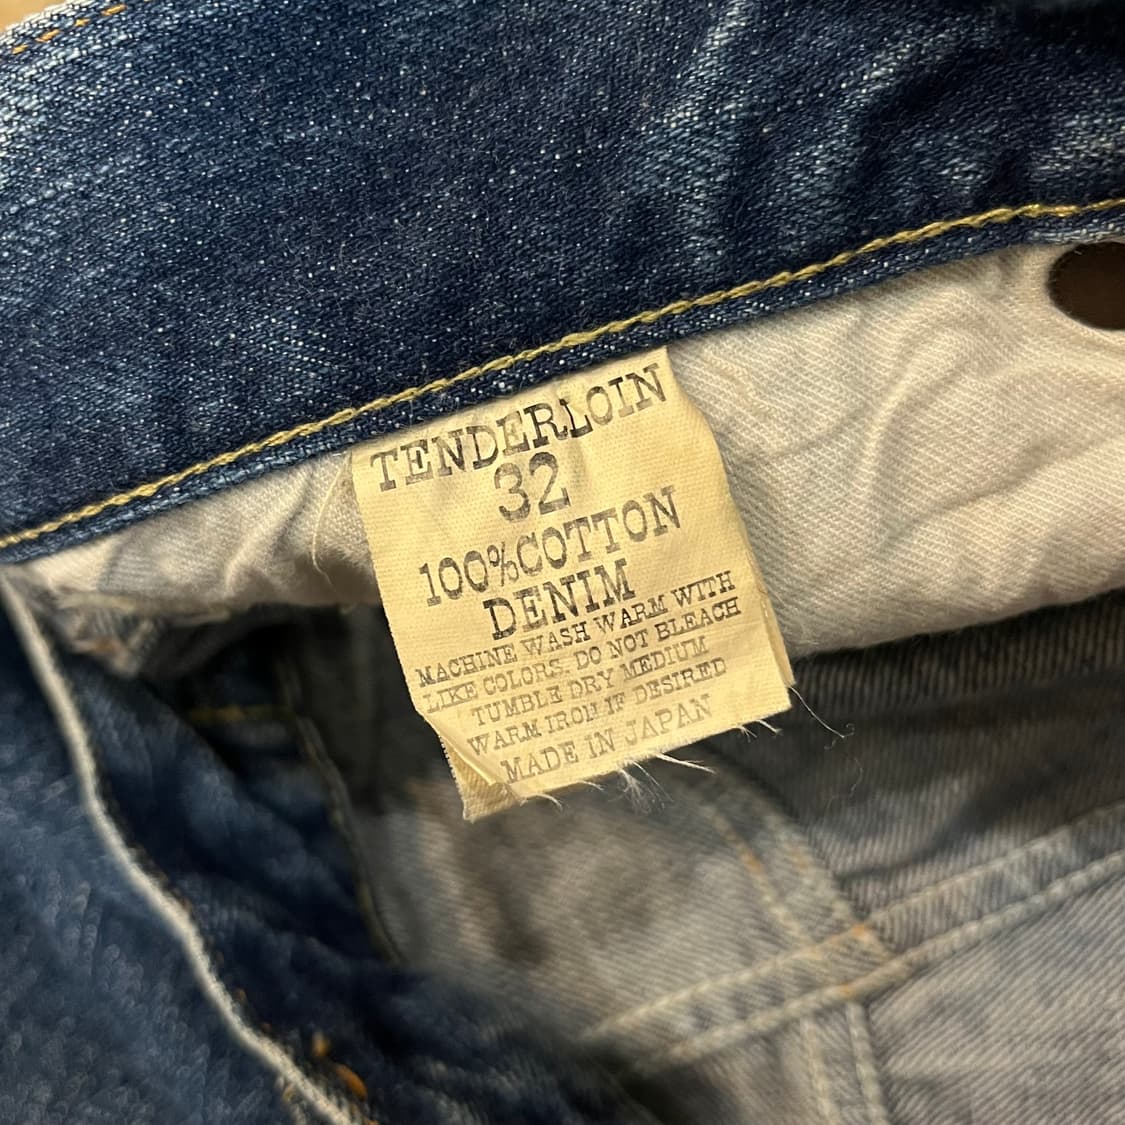 TENDERLOIN
32
100%COTTON
DENIM
MACHINE WASH WARM WITH
LIKE COLORS. DO NOT BLEACH
TUMBLE DRY MEDIUM
WARM IRON IF DESIRED
MADE IN JAPAN